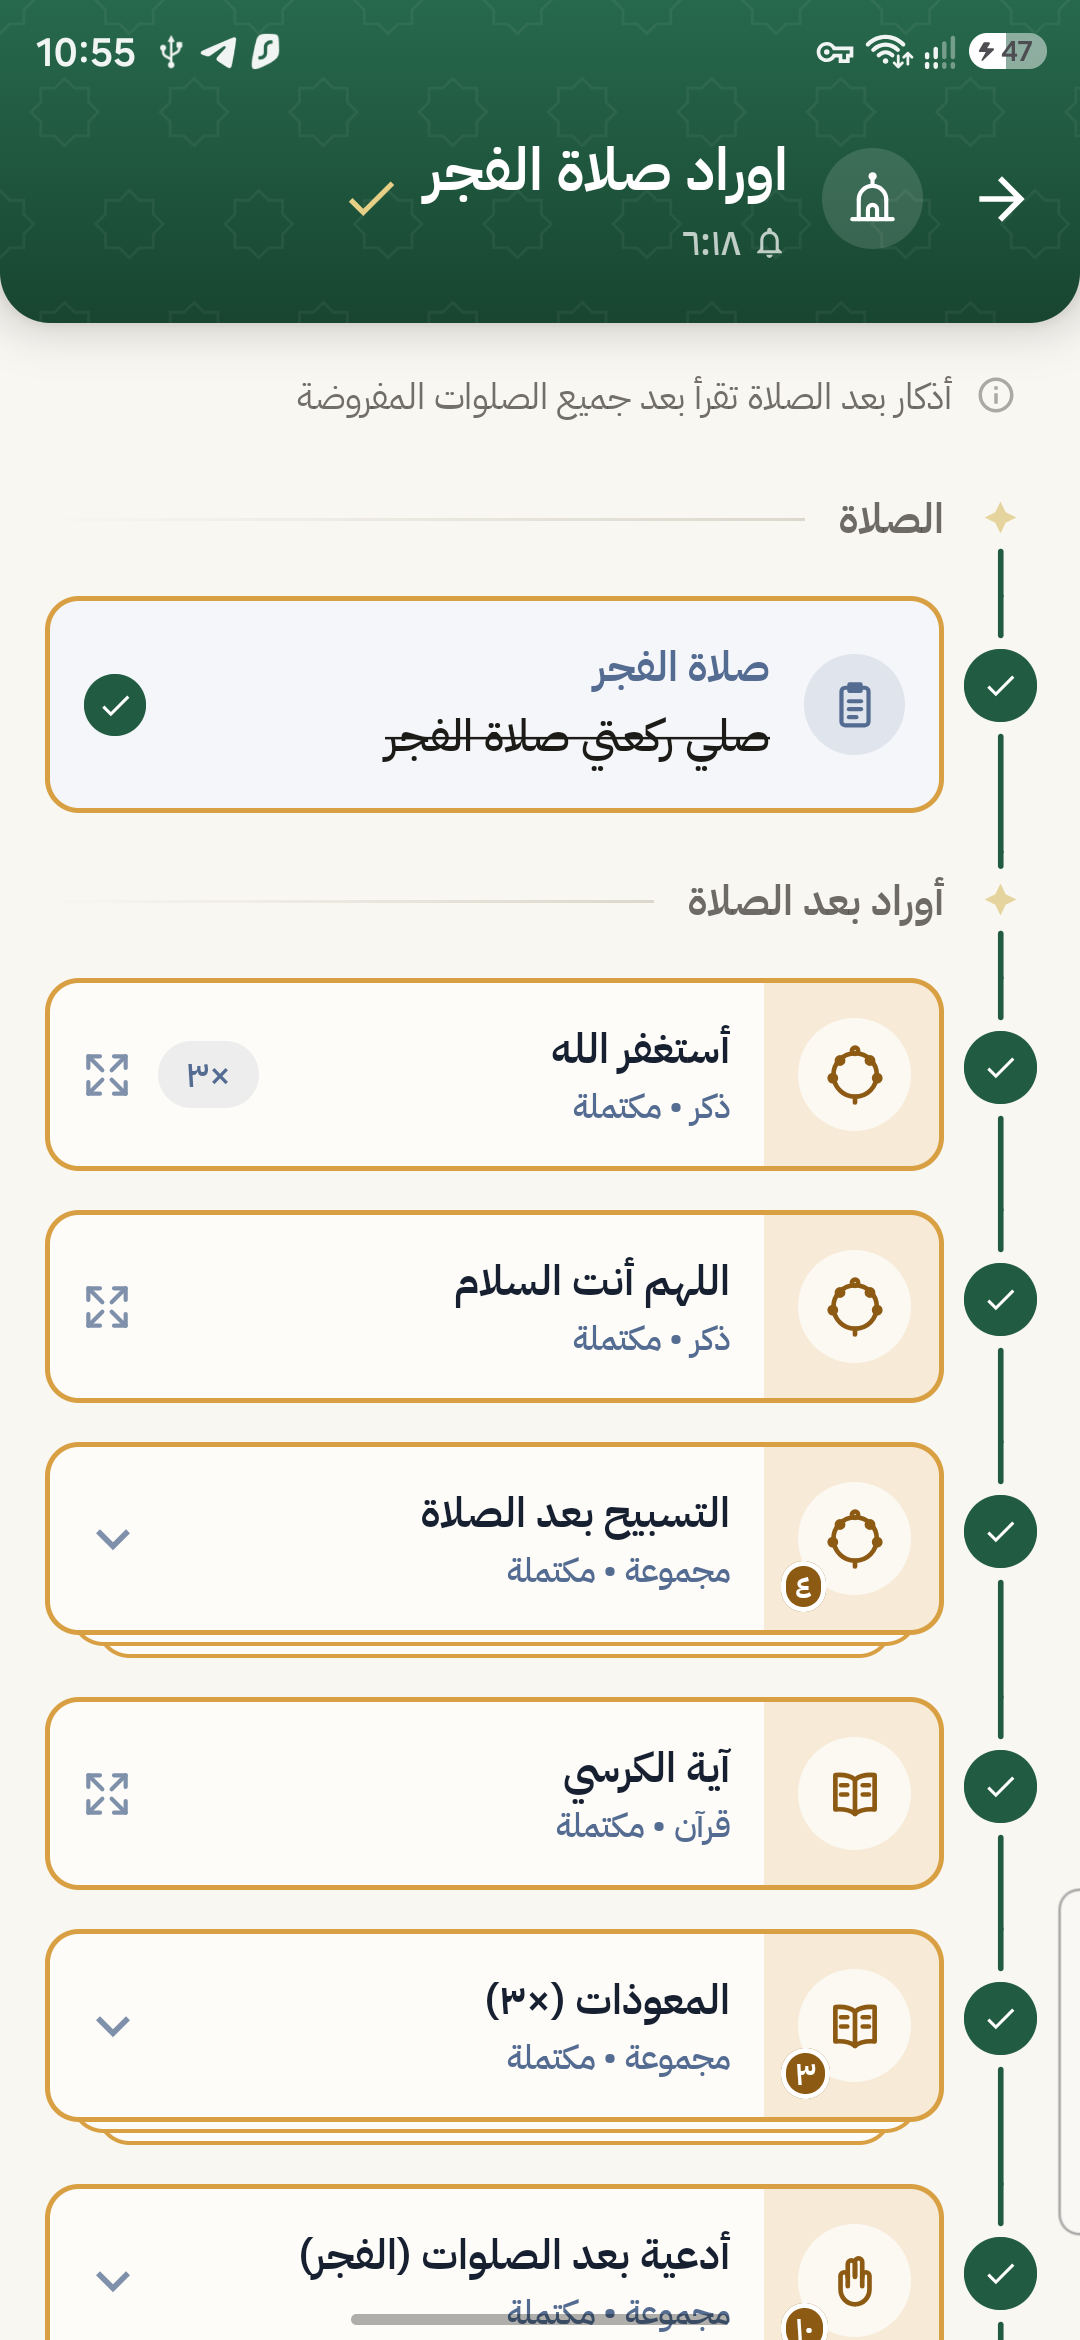 10:55
47
اوراد صلاة الفجر
٦:١٨
أذكار بعد الصلاة تقرأ بعد جميع الصلوات المفروضة
الصلاة
صلاة الفجر
صلي ركعتي صلاة الفجر
أوراد بعد الصلاة
أستغفر الله
×٣
ذكر • مكتملة
اللهم أنت السلام
ذكر • مكتملة
التسبيح بعد الصلاة
مجموعة • مكتملة
٤
آية الكرسي
قرآن • مكتملة
المعوذات (×٣)
مجموعة • مكتملة
٣
أدعية بعد الصلوات (الفجر)
مجموعة • مكتملة
١٠